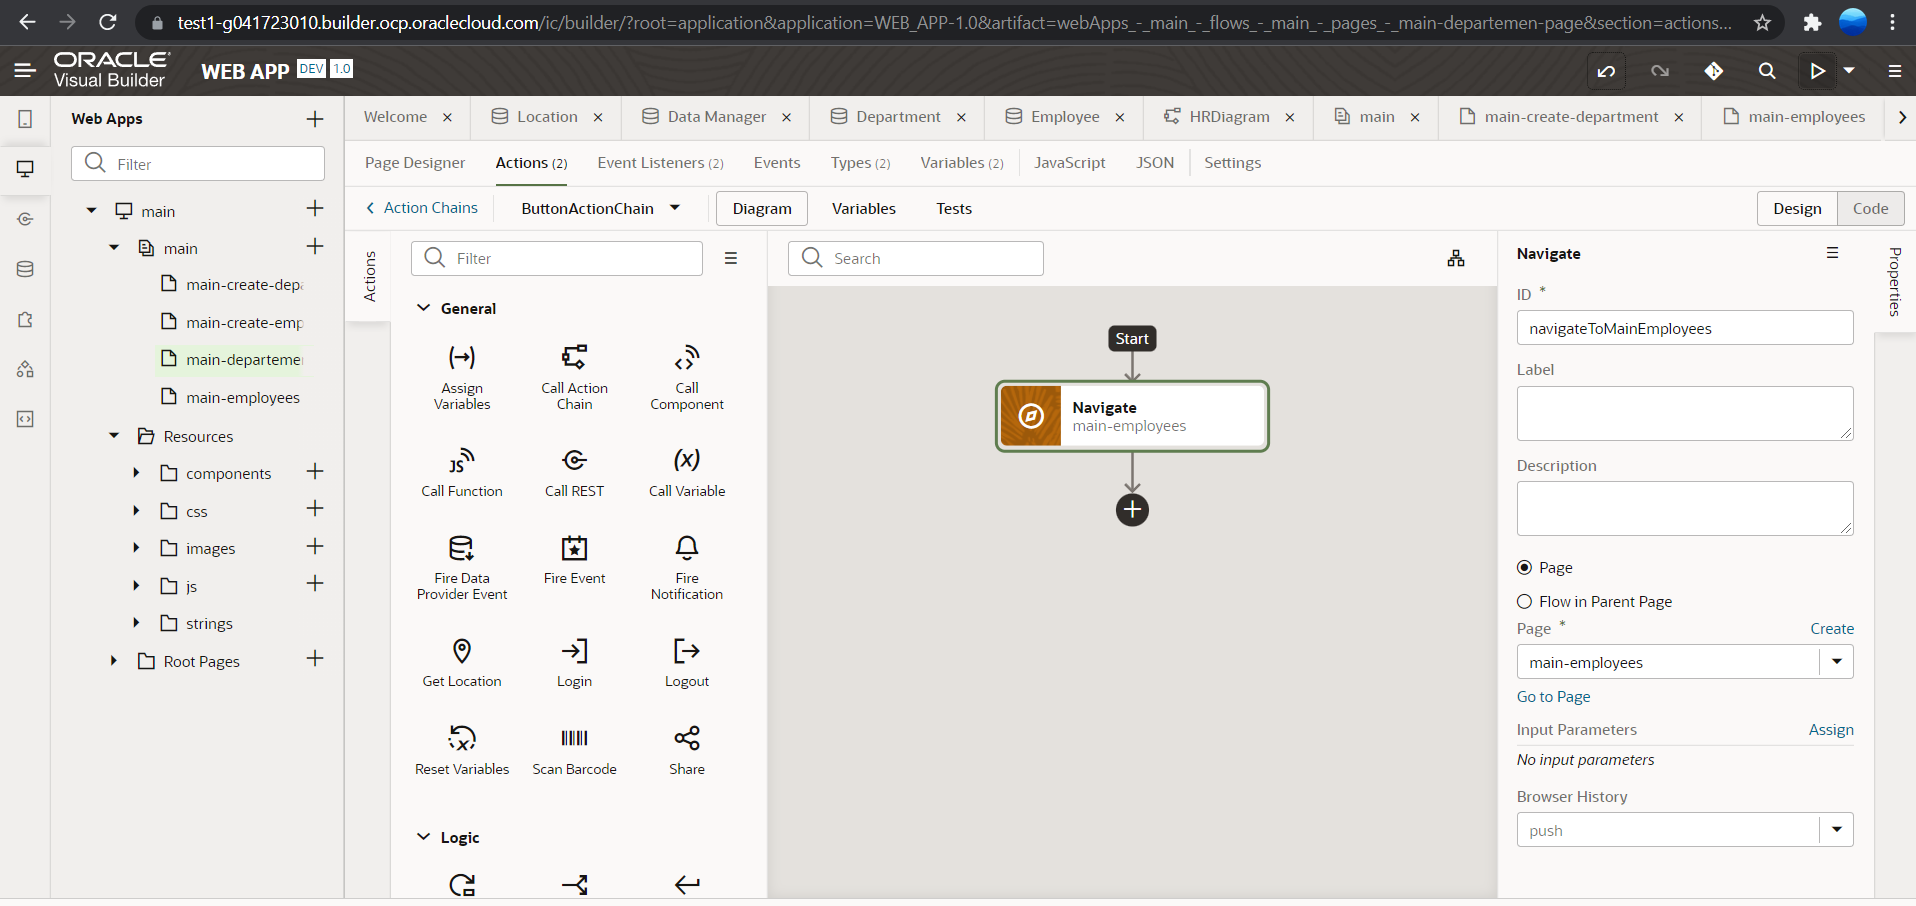 test1-g041723010.builder.ocp.oraclecloud.com/ic/builder/?root=application&application=WEB_APP-1.0&artifact=webApps_-_main_-_flows_-_main_-_pages_-_main-departemen-page&section=actions...
ORACLE
Visual Builder
WEB APP DEV 1.0
Web Apps
Filter
main
main
main-create-depa
main-create-emp
main-departemen
main-employees
Resources
components
css
images
js
strings
Root Pages
Welcome
Location
Data Manager
Department
Employee
HRDiagram
main
main-create-department
main-employees
Page Designer
Actions (2)
Event Listeners (2)
Events
Types (2)
Variables (2)
JavaScript
JSON
Settings
Action Chains
ButtonActionChain
Diagram
Variables
Tests
Design
Code
Actions
Filter
General
Assign
Variables
Call Action
Chain
Call
Component
JS
Call Function
Call REST
(x)
Call Variable
Fire Data
Provider Event
Fire Event
Fire
Notification
Get Location
Login
Logout
x
Reset Variables
Scan Barcode
Share
Logic
Search
Start
Navigate
main-employees
Navigate
ID *
navigateToMainEmployees
Label
Description
Page
Flow in Parent Page
Page *
Create
main-employees
Go to Page
Input Parameters
Assign
No input parameters
Browser History
push
Properties